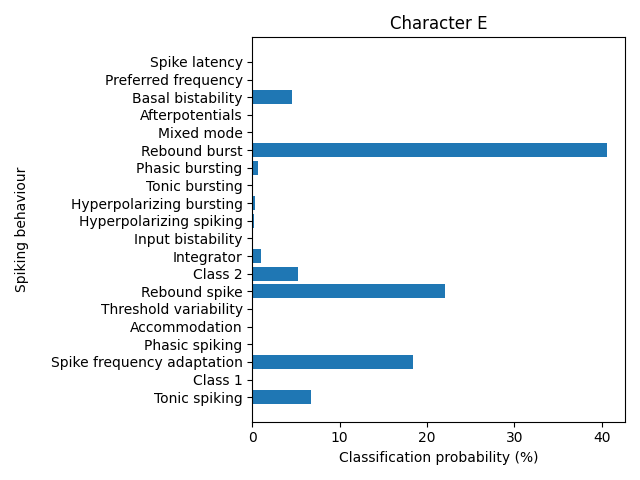 Character E
Spike latency
Preferred frequency
Basal bistability
Afterpotentials
Mixed mode
Rebound burst
Phasic bursting
Tonic bursting
Hyperpolarizing bursting
Hyperpolarizing spiking
Input bistability
Integrator
Class 2
Rebound spike
Threshold variability
Accommodation
Phasic spiking
Spike frequency adaptation
Class 1
Tonic spiking
Spiking behaviour
0 10 20 30 40
Classification probability (%)